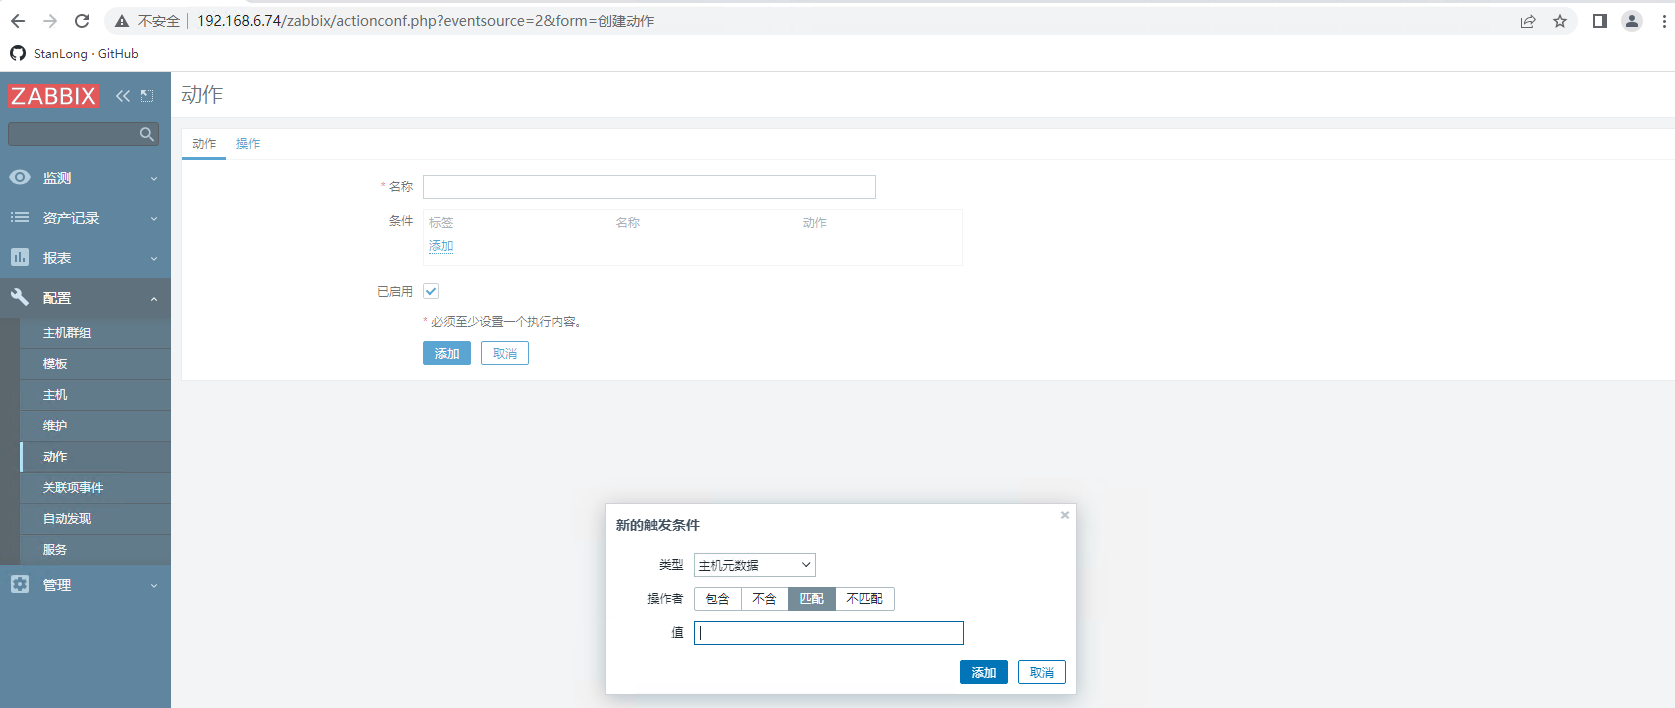 不安全 192.168.6.74/zabbix/actionconf.php?eventsource=2&form=创建动作
StanLong · GitHub
ZABBIX
动作
动作 操作
监测
资产记录
报表
配置
主机群组
模板
主机
维护
动作
关联项事件
自动发现
服务
管理
* 名称
条件 标签 名称 动作
添加
已启用
* 必须至少设置一个执行内容。
添加 取消
新的触发条件
类型 主机元数据
操作者 包含 不含 匹配 不匹配
值
添加 取消